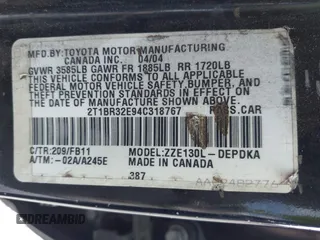 MFD.BY: TOYOTA MOTOR MANUFACTURING
CANADA INC. 04/04
GVWR 3585LB GAWR FR 1885LB RR 1720LB
THIS VEHICLE CONFORMS TO ALL APPLICABLE
FEDERAL MOTOR VEHICLE SAFETY, BUMPER, AND
THEFT PREVENTION STANDARDS IN EFFECT ON
THE DATE OF MANUFACTURE SHOWN ABOVE.
2T1BR32E94C318767 PASS.CAR
C/TR:209/FB11 MODEL:ZZE130L-DEPDKA
A/TM:-02A/A245E MADE IN CANADA
387